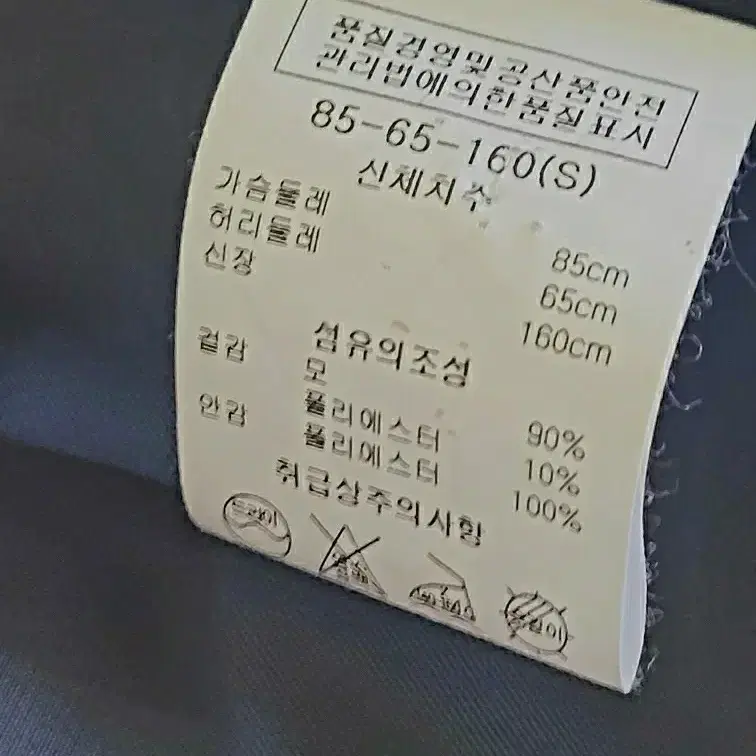 품질경영및공산품안전
관리법에의한품질표시
85-65-160(S)
신체치수
가슴둘레 85cm
허리둘레 65cm
신장 160cm
섬유의조성
겉감 모 90%
폴리에스터 10%
안감 폴리에스터 100%
취급상주의사항
드라이